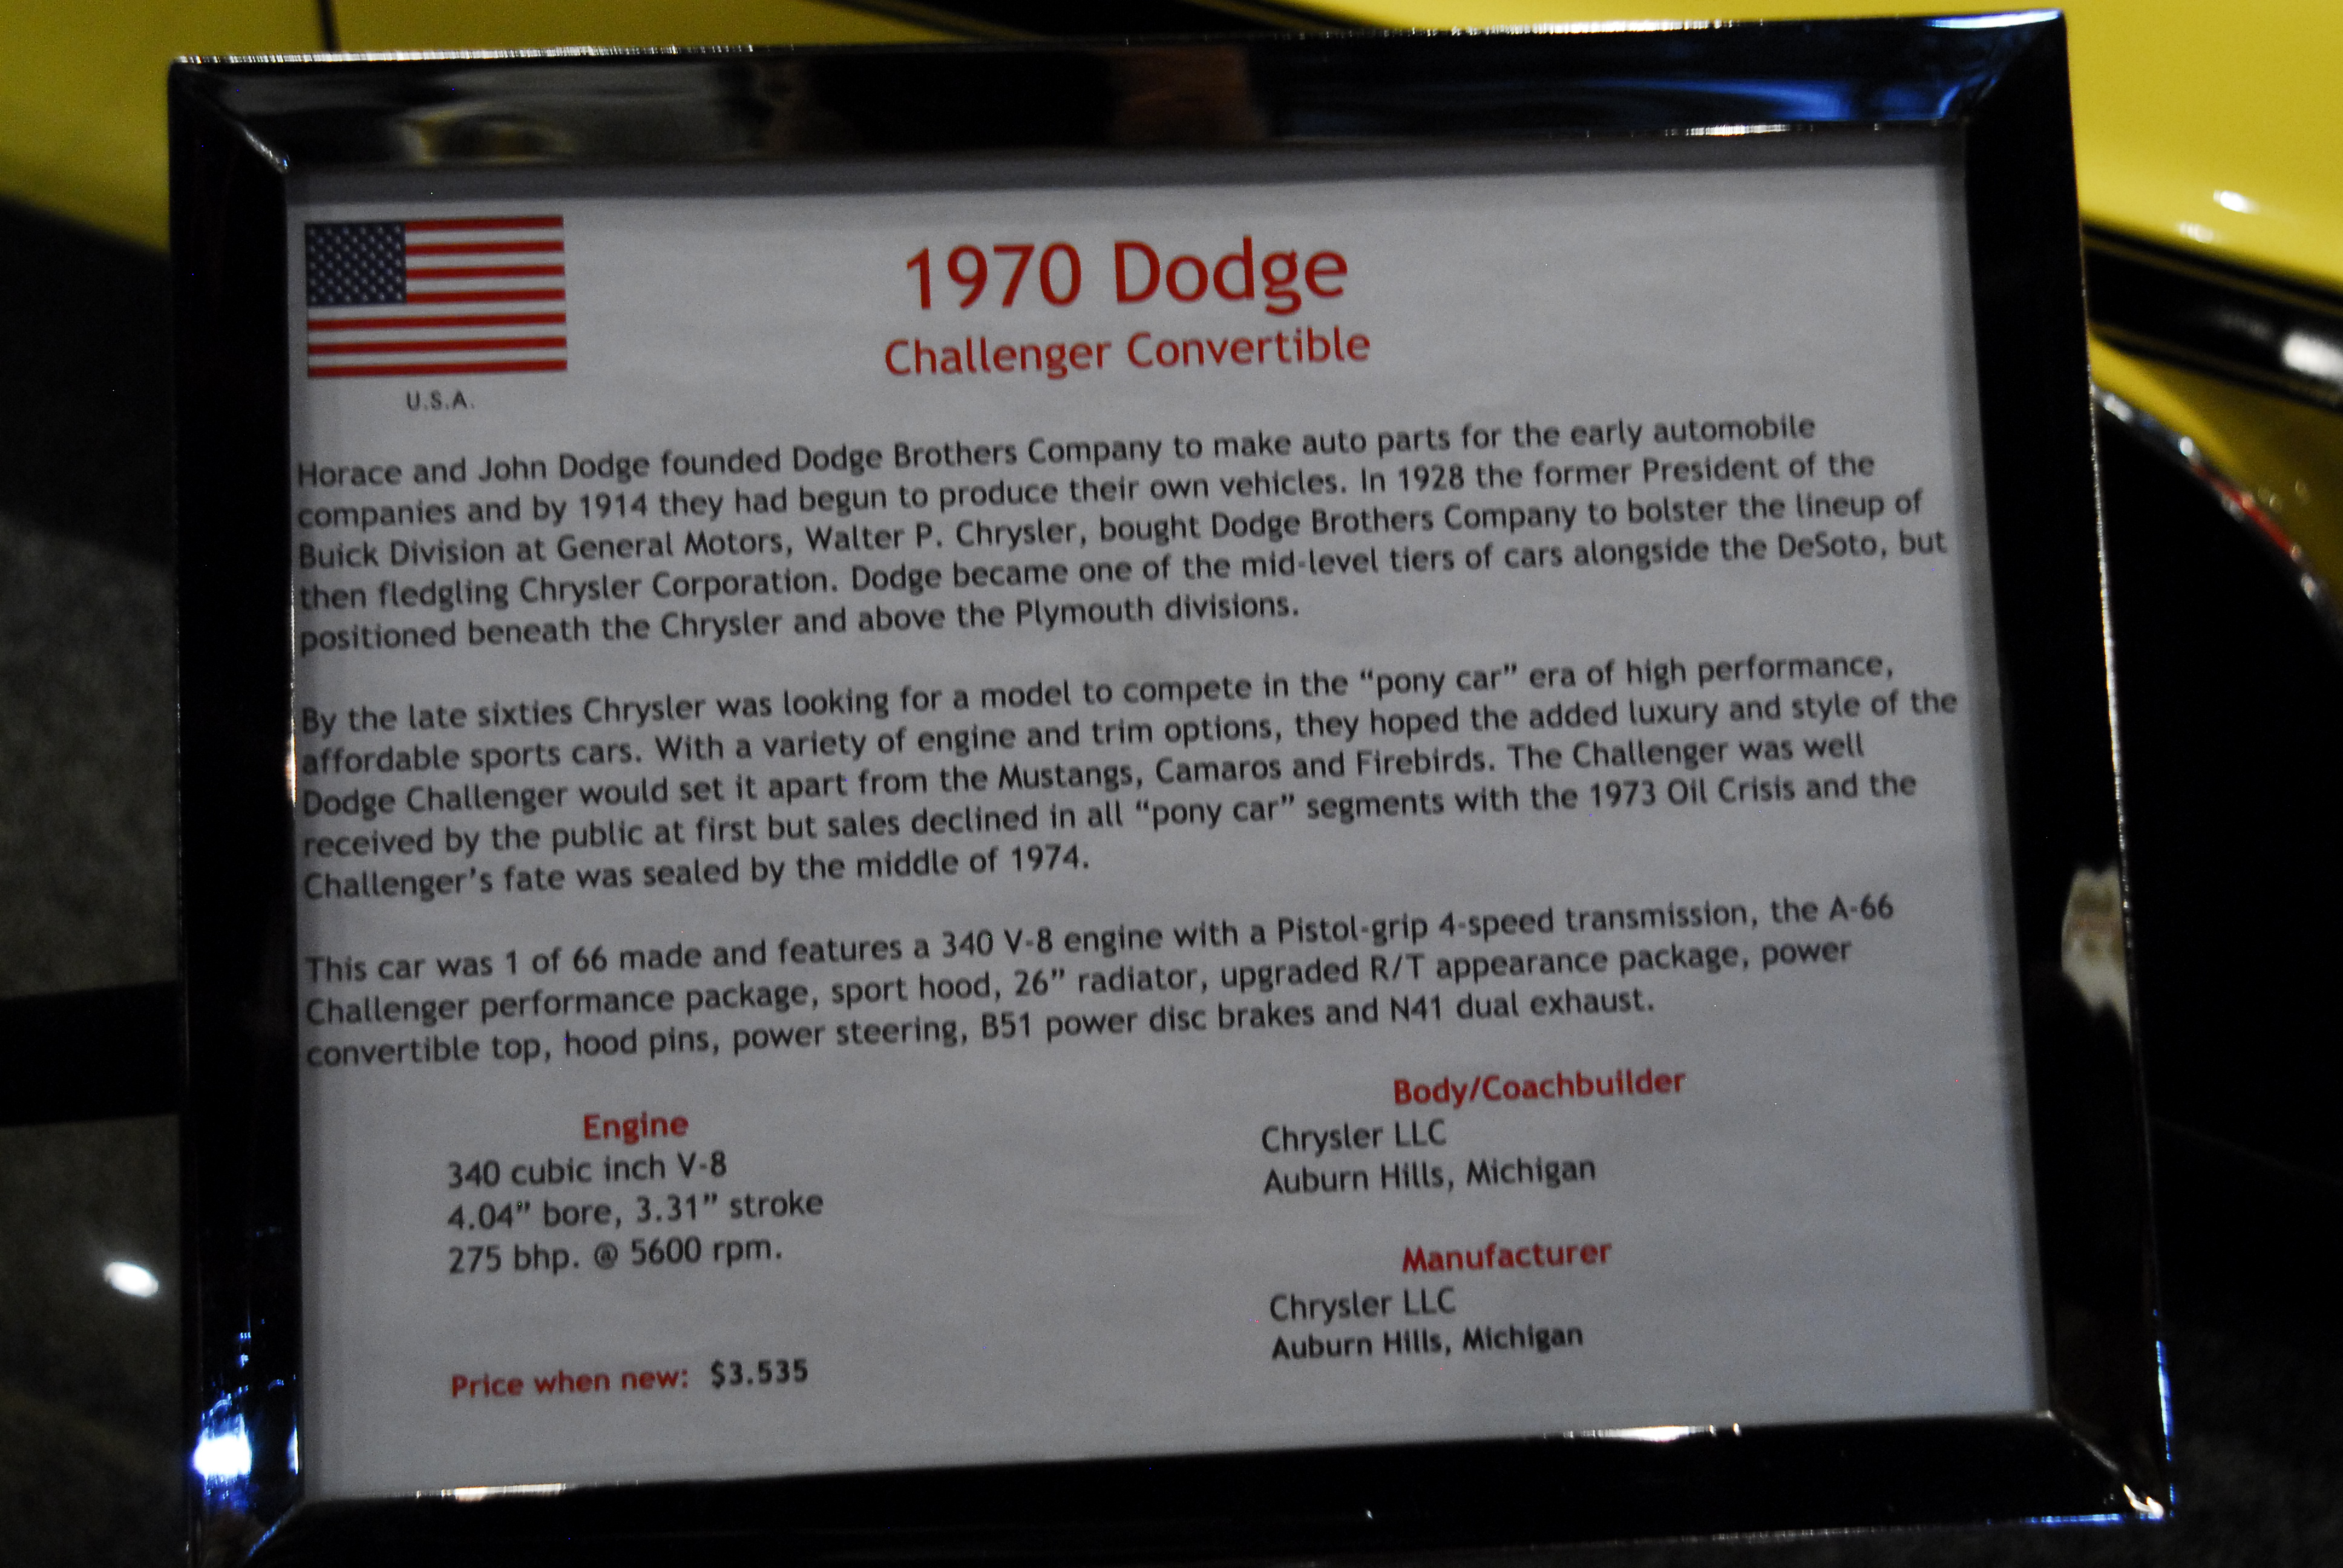 1970 Dodge
Challenger Convertible
U.S.A.
Horace and John Dodge founded Dodge Brothers Company to make auto parts for the early automobile
companies and by 1914 they had begun to produce their own vehicles. In 1928 the former President of the
Buick Division at General Motors, Walter P. Chrysler, bought Dodge Brothers Company to bolster the lineup of
then fledgling Chrysler Corporation. Dodge became one of the mid-level tiers of cars alongside the DeSoto, but
positioned beneath the Chrysler and above the Plymouth divisions.
By the late sixties Chrysler was looking for a model to compete in the “pony car” era of high performance,
affordable sports cars. With a variety of engine and trim options, they hoped the added luxury and style of the
Dodge Challenger would set it apart from the Mustangs, Camaros and Firebirds. The Challenger was well
received by the public at first but sales declined in all “pony car” segments with the 1973 Oil Crisis and the
Challenger’s fate was sealed by the middle of 1974.
This car was 1 of 66 made and features a 340 V-8 engine with a Pistol-grip 4-speed transmission, the A-66
Challenger performance package, sport hood, 26” radiator, upgraded R/T appearance package, power
convertible top, hood pins, power steering, B51 power disc brakes and N41 dual exhaust.
Engine
340 cubic inch V-8
4.04” bore, 3.31” stroke
275 bhp. @ 5600 rpm.
Price when new: $3.535
Body/Coachbuilder
Chrysler LLC
Auburn Hills, Michigan
Manufacturer
Chrysler LLC
Auburn Hills, Michigan